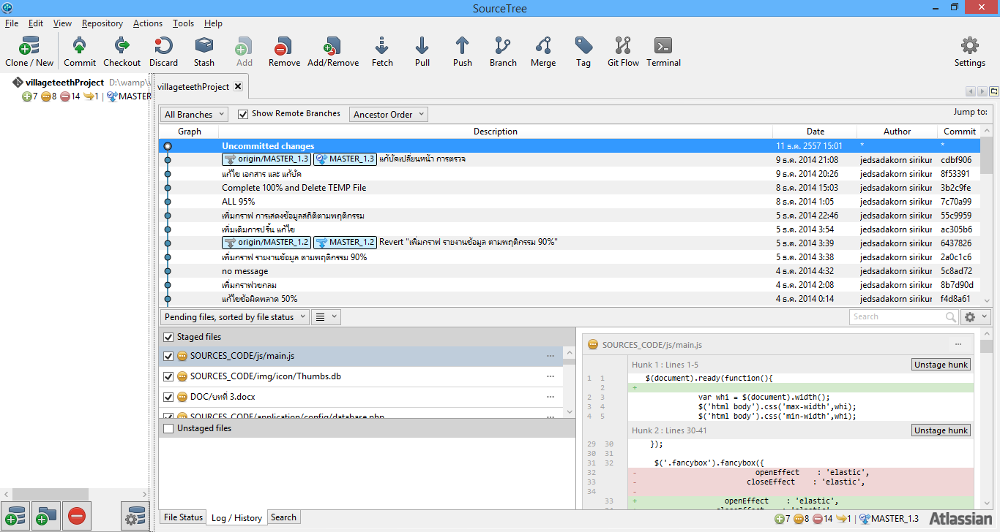 SourceTree
File Edit View Repository Actions Tools Help
Clone / New Commit Checkout Discard Stash Add Remove Add/Remove Fetch Pull Push Branch Merge Tag Git Flow Terminal Settings
villageteethProject D:\wamp\
7 8 14 1 | MASTER
villageteethProject
All Branches Show Remote Branches Ancestor Order Jump to:
Graph Description Date Author Commit
Uncommitted changes 11 ธ.ค. 2557 15:01 * *
origin/MASTER_1.3 MASTER_1.3 แก้บัคเปลี่ยนหน้า การตรวจ 9 ธ.ค. 2014 21:08 jedsadakorn sirikur cdbf906
แก้ไข เอกสาร และ แก้บัค 9 ธ.ค. 2014 20:26 jedsadakorn sirikur 8f53391
Complete 100% and Delete TEMP File 8 ธ.ค. 2014 15:03 jedsadakorn sirikur 3b2c9fe
ALL 95% 8 ธ.ค. 2014 1:05 jedsadakorn sirikur 7c70a99
เพิ่มกราฟ การเสดงข้อมูลสถิติตามพฤติกรรม 5 ธ.ค. 2014 22:46 jedsadakorn sirikur 55c9959
เพิ่มเติมการปริ้น แก้ไข 5 ธ.ค. 2014 3:54 jedsadakorn sirikur ac305b6
origin/MASTER_1.2 MASTER_1.2 Revert "เพิ่มกราฟ รายงานข้อมูล ตามพฤติกรรม 90%" 5 ธ.ค. 2014 3:39 jedsadakorn sirikur 6437826
เพิ่มกราฟ รายงานข้อมูล ตามพฤติกรรม 90% 5 ธ.ค. 2014 3:38 jedsadakorn sirikur 2a0c1c6
no message 4 ธ.ค. 2014 4:32 jedsadakorn sirikur 5c8ad72
เพิ่มกราฟวงกลม 4 ธ.ค. 2014 2:08 jedsadakorn sirikur 8b7d90d
แก้ไขข้อผิดพลาด 50% 4 ธ.ค. 2014 0:14 jedsadakorn sirikur f4d8a61
Pending files, sorted by file status Search
Staged files
SOURCES_CODE/js/main.js ...
SOURCES_CODE/img/icon/Thumbs.db ...
DOC/บทที่ 3.docx ...
SOURCES_CODE/application/config/database.php ...
Unstaged files
SOURCES_CODE/js/main.js ...
Hunk 1 : Lines 1-5 Unstage hunk
1 1 $(document).ready(function(){
2 +
2 3 var whi = $(document).width();
3 4 $('html body').css('max-width',whi);
4 5 $('html body').css('min-width',whi);
Hunk 2 : Lines 30-41 Unstage hunk
29 30 });
30 31
31 32 $('.fancybox').fancybox({
32 - openEffect : 'elastic',
33 - closeEffect : 'elastic',
34 -
33 + openEffect : 'elastic',
34 + closeEffect : 'elastic',
File Status Log / History Search
7 8 14 1 | MASTER_1.3 Atlassian